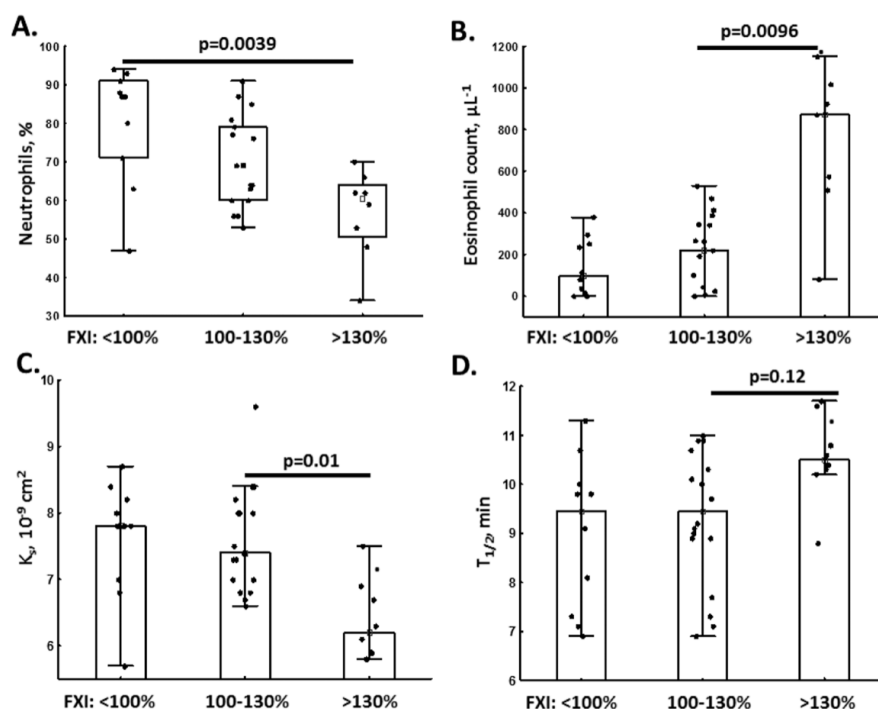 A.
p=0.0039
Neutrophils, %
100
90
80
70
60
50
40
30
FXI: <100% 100-130% >130%
B.
p=0.0096
Eosinophil count, µL⁻¹
1200
1000
800
600
400
200
0
FXI: <100% 100-130% >130%
C.
p=0.01
Kₛ, 10⁻⁹ cm²
10
9
8
7
6
FXI: <100% 100-130% >130%
D.
p=0.12
T₁/₂, min
12
11
10
9
8
7
6
FXI: <100% 100-130% >130%